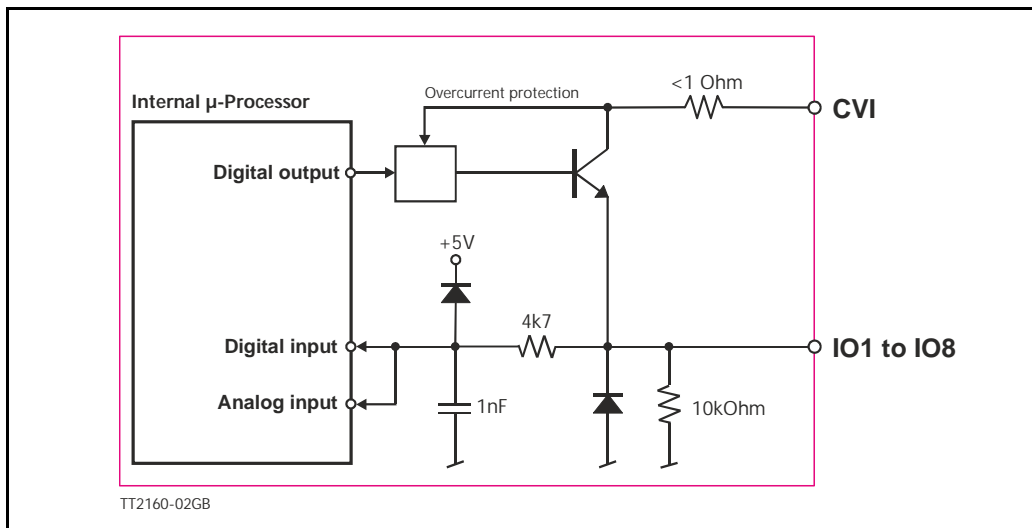 <1 Ohm
Overcurrent protection
Internal µ-Processor
CVI
Digital output
+5V
4k7
Digital input
IO1 to IO8
Analog input
1nF
10kOhm
TT2160-02GB